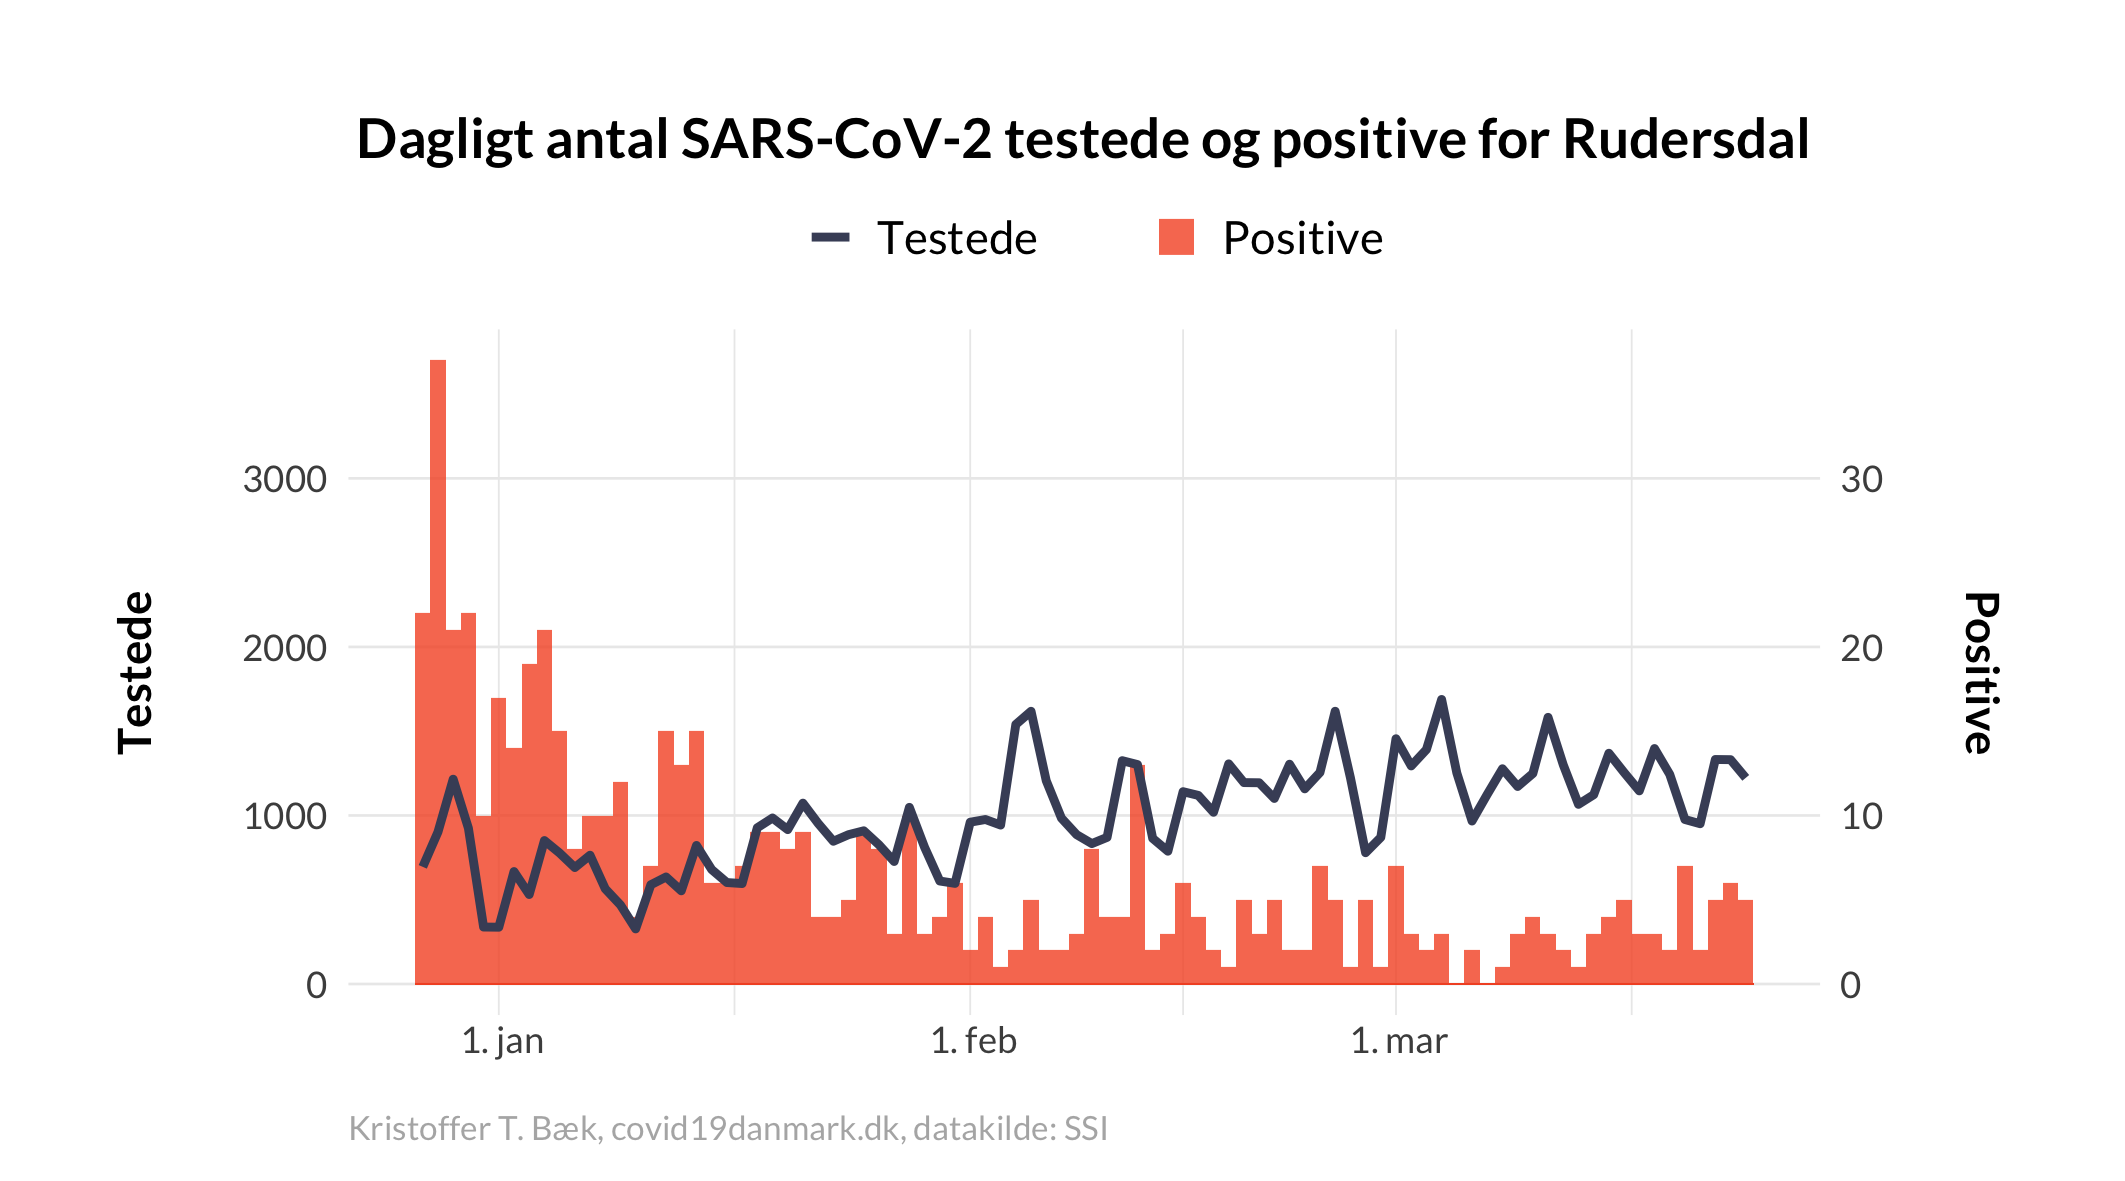 Dagligt antal SARS-CoV-2 testede og positive for Rudersdal
Testede
Positive
3000
2000
1000
0
Testede
30
20
10
0
Positive
1. jan
1. feb
1. mar
Kristoffer T. Bæk, covid19danmark.dk, datakilde: SSI